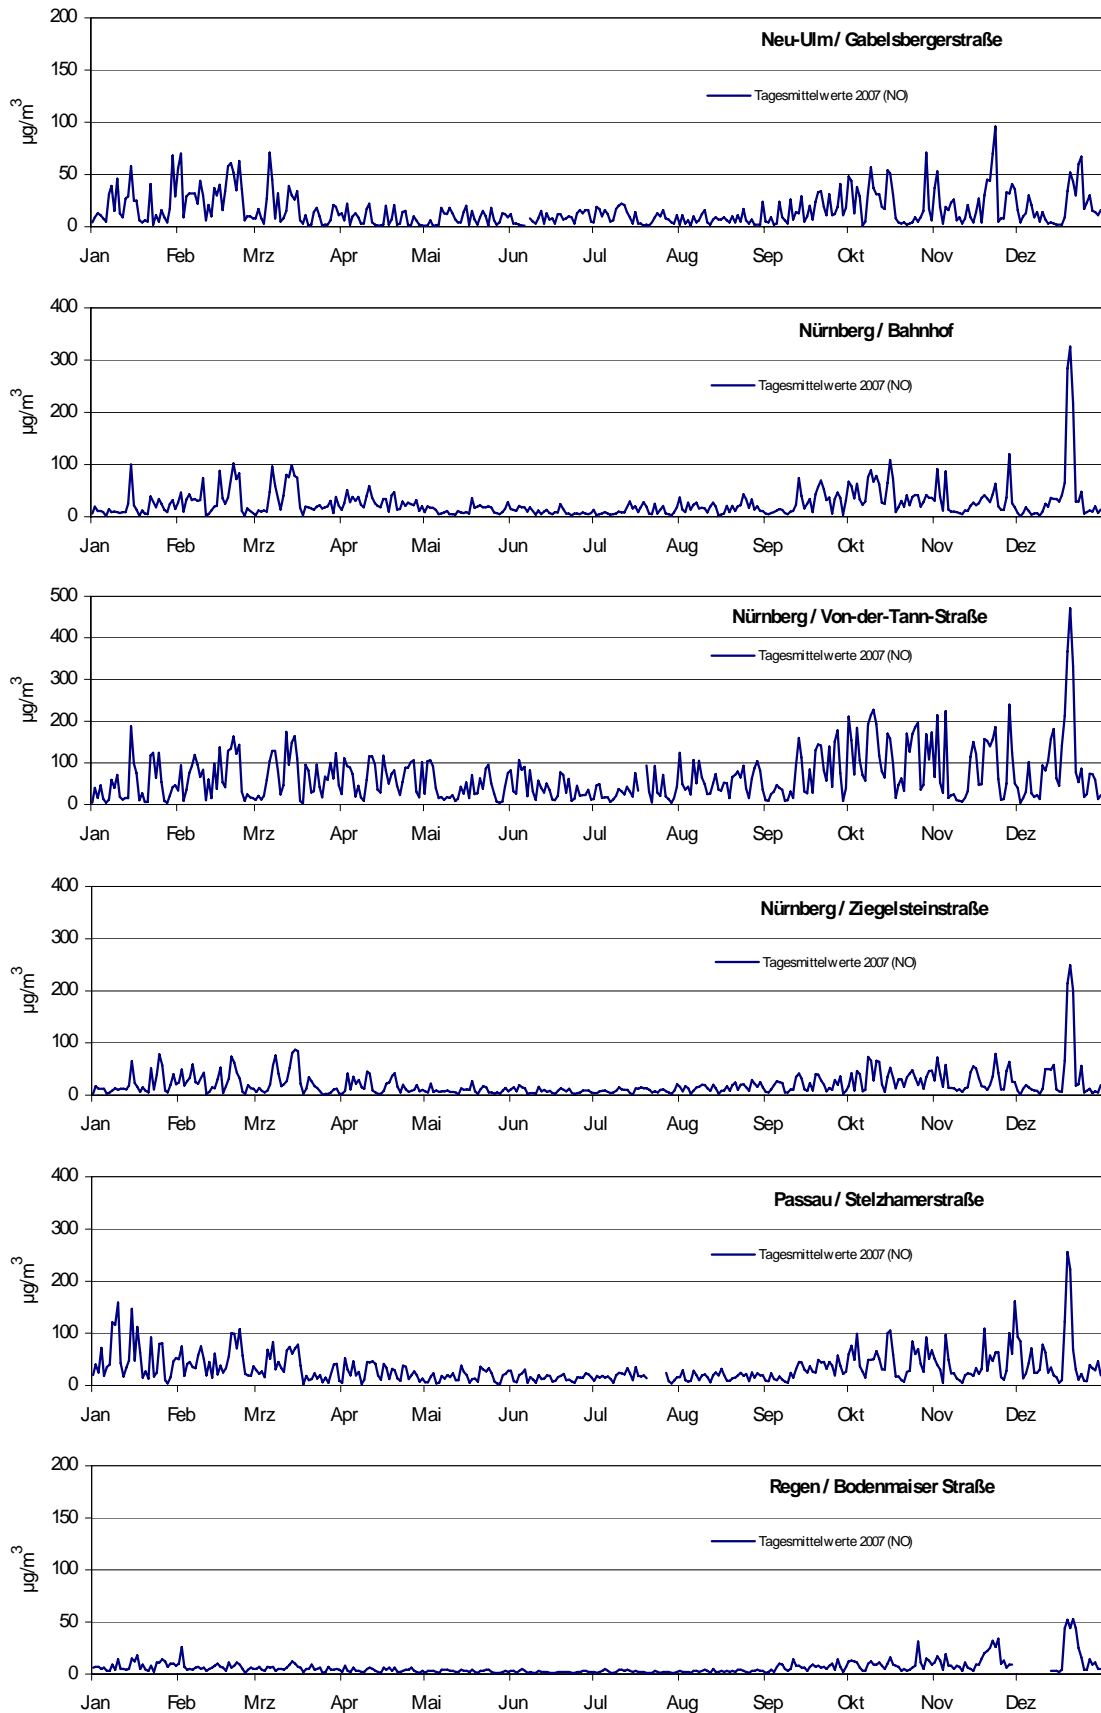 200
Neu-Ulm / Gabelsbergerstraße
150
Tagesmittelwerte 2007 (NO)
µg/m³
100
50
0
Jan Feb Mrz Apr Mai Jun Jul Aug Sep Okt Nov Dez
400
Nürnberg / Bahnhof
300
Tagesmittelwerte 2007 (NO)
µg/m³
200
100
0
Jan Feb Mrz Apr Mai Jun Jul Aug Sep Okt Nov Dez
500
Nürnberg / Von-der-Tann-Straße
400
Tagesmittelwerte 2007 (NO)
300
µg/m³
200
100
0
Jan Feb Mrz Apr Mai Jun Jul Aug Sep Okt Nov Dez
400
Nürnberg / Ziegelsteinstraße
300
Tagesmittelwerte 2007 (NO)
µg/m³
200
100
0
Jan Feb Mrz Apr Mai Jun Jul Aug Sep Okt Nov Dez
400
Passau / Stelzhamerstraße
300
Tagesmittelwerte 2007 (NO)
µg/m³
200
100
0
Jan Feb Mrz Apr Mai Jun Jul Aug Sep Okt Nov Dez
200
Regen / Bodenmaiser Straße
150
Tagesmittelwerte 2007 (NO)
µg/m³
100
50
0
Jan Feb Mrz Apr Mai Jun Jul Aug Sep Okt Nov Dez